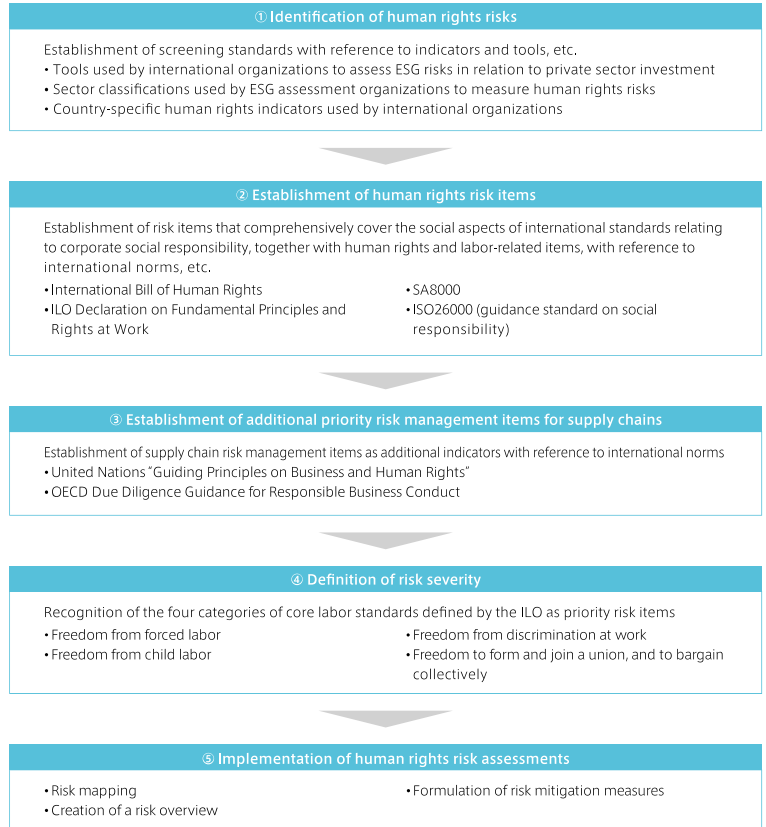 ① Identification of human rights risks
Establishment of screening standards with reference to indicators and tools, etc.
• Tools used by international organizations to assess ESG risks in relation to private sector investment
• Sector classifications used by ESG assessment organizations to measure human rights risks
• Country-specific human rights indicators used by international organizations
② Establishment of human rights risk items
Establishment of risk items that comprehensively cover the social aspects of international standards relating
to corporate social responsibility, together with human rights and labor-related items, with reference to
international norms, etc.
• International Bill of Human Rights
• ILO Declaration on Fundamental Principles and
Rights at Work
• SA8000
• ISO26000 (guidance standard on social
responsibility)
③ Establishment of additional priority risk management items for supply chains
Establishment of supply chain risk management items as additional indicators with reference to international norms
• United Nations “Guiding Principles on Business and Human Rights”
• OECD Due Diligence Guidance for Responsible Business Conduct
④ Definition of risk severity
Recognition of the four categories of core labor standards defined by the ILO as priority risk items
• Freedom from forced labor
• Freedom from child labor
• Freedom from discrimination at work
• Freedom to form and join a union, and to bargain
collectively
⑤ Implementation of human rights risk assessments
• Risk mapping
• Creation of a risk overview
• Formulation of risk mitigation measures